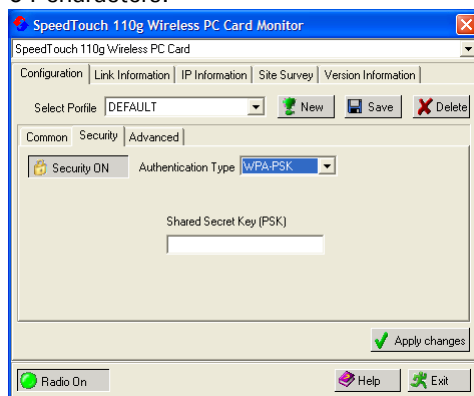 SpeedTouch 110g Wireless PC Card Monitor
SpeedTouch 110g Wireless PC Card
Configuration Link Information IP Information Site Survey Version Information
Select Porfile DEFAULT New Save Delete
Common Security Advanced
Security ON Authentication Type WPA-PSK
Shared Secret Key (PSK)
Apply changes
Radio On Help Exit